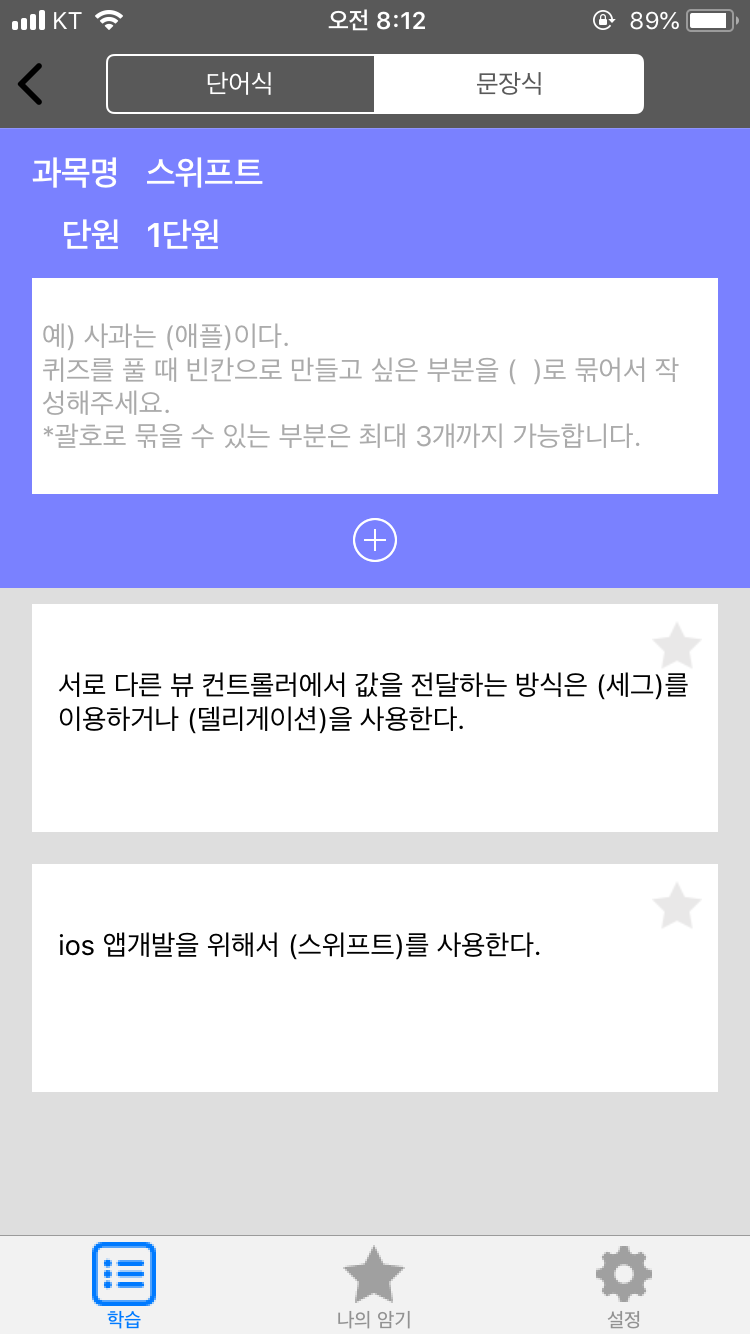 KT 오전 8:12 89%
단어식 문장식
과목명 스위프트
단원 1단원
예) 사과는 (애플)이다.
퀴즈를 풀 때 빈칸으로 만들고 싶은 부분을 (  )로 묶어서 작
성해주세요.
*괄호로 묶을 수 있는 부분은 최대 3개까지 가능합니다.
서로 다른 뷰 컨트롤러에서 값을 전달하는 방식은 (세그)를
이용하거나 (델리게이션)을 사용한다.
ios 앱개발을 위해서 (스위프트)를 사용한다.
학습 나의 암기 설정